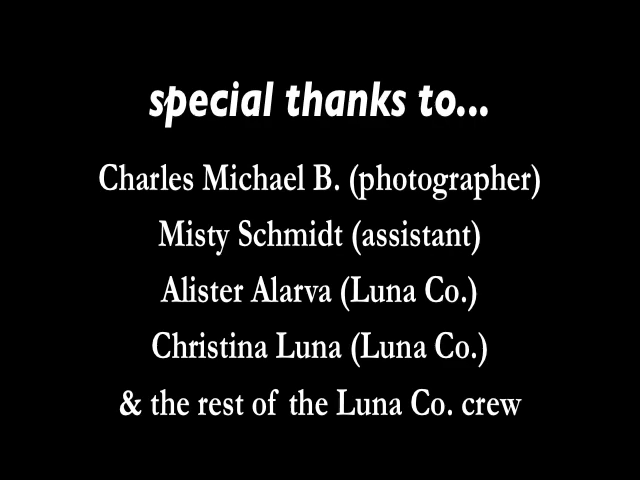 special thanks to...
Charles Michael B. (photographer)
Misty Schmidt (assistant)
Alister Alarva (Luna Co.)
Christina Luna (Luna Co.)
& the rest of the Luna Co. crew